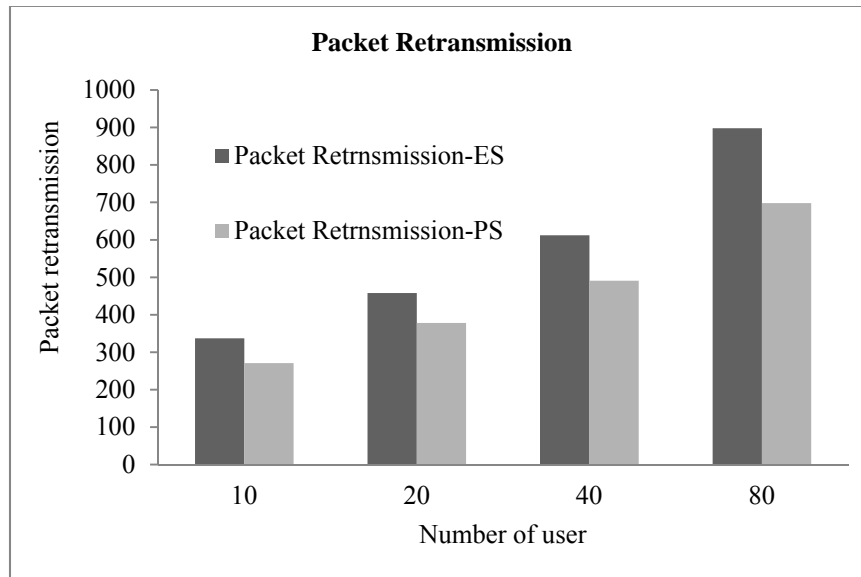 Packet Retransmission
Packet retransmission
1000
900
800
700
600
500
400
300
200
100
0
Packet Retrnsmission-ES
Packet Retrnsmission-PS
10 20 40 80
Number of user